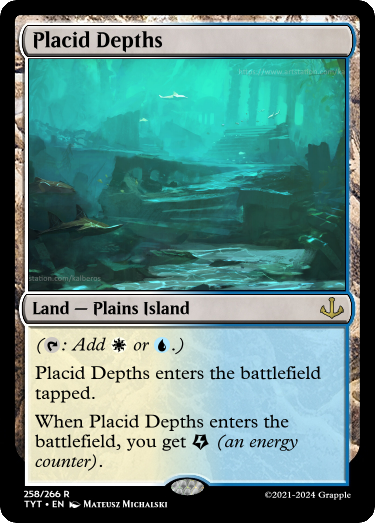 Placid Depths
Land — Plains Island
(T: Add W or U.)
Placid Depths enters the battlefield
tapped.
When Placid Depths enters the
battlefield, you get E (an energy
counter).
258/266 R
TYT • EN Mateusz Michalski
©2021-2024 Grapple